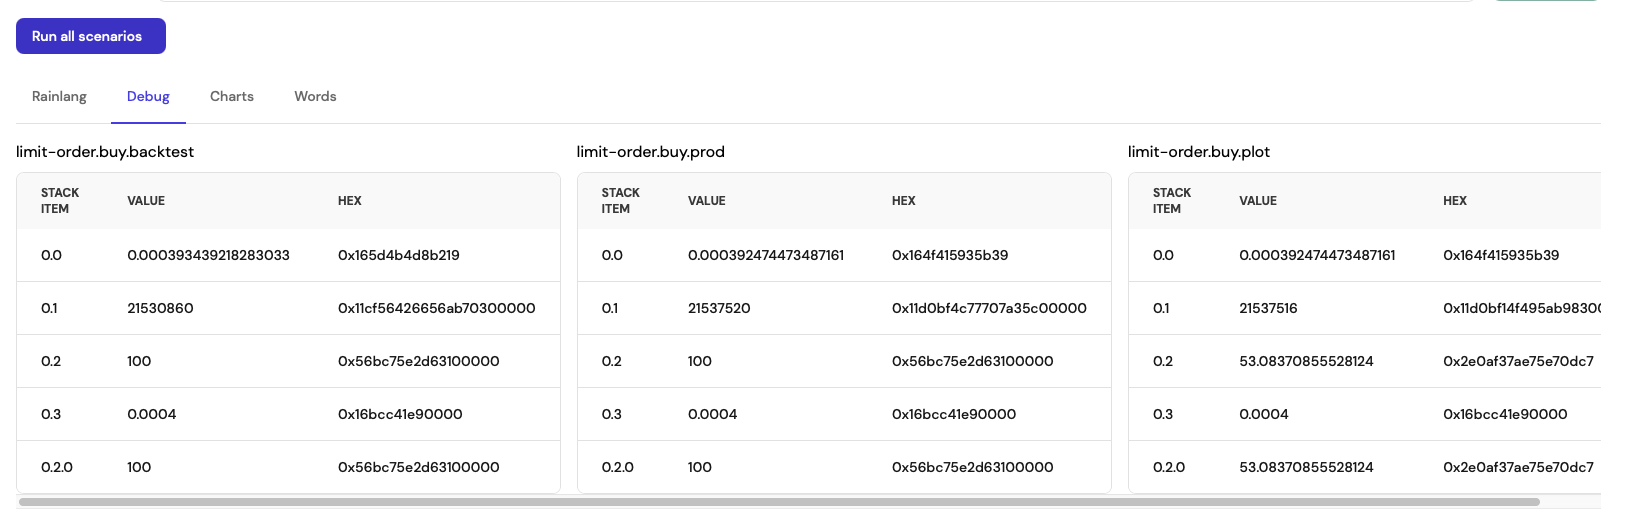 Run all scenarios
Rainlang Debug Charts Words
limit-order.buy.backtest
STACK ITEM VALUE HEX
0.0 0.000393439218283033 0x165d4b4d8b219
0.1 21530860 0x11cf56426656ab70300000
0.2 100 0x56bc75e2d63100000
0.3 0.0004 0x16bcc41e90000
0.2.0 100 0x56bc75e2d63100000
limit-order.buy.prod
STACK ITEM VALUE HEX
0.0 0.000392474473487161 0x164f415935b39
0.1 21537520 0x11d0bf4c77707a35c00000
0.2 100 0x56bc75e2d63100000
0.3 0.0004 0x16bcc41e90000
0.2.0 100 0x56bc75e2d63100000
limit-order.buy.plot
STACK ITEM VALUE HEX
0.0 0.000392474473487161 0x164f415935b39
0.1 21537516 0x11d0bf14f495ab9830
0.2 53.08370855528124 0x2e0af37ae75e70dc7
0.3 0.0004 0x16bcc41e90000
0.2.0 53.08370855528124 0x2e0af37ae75e70dc7